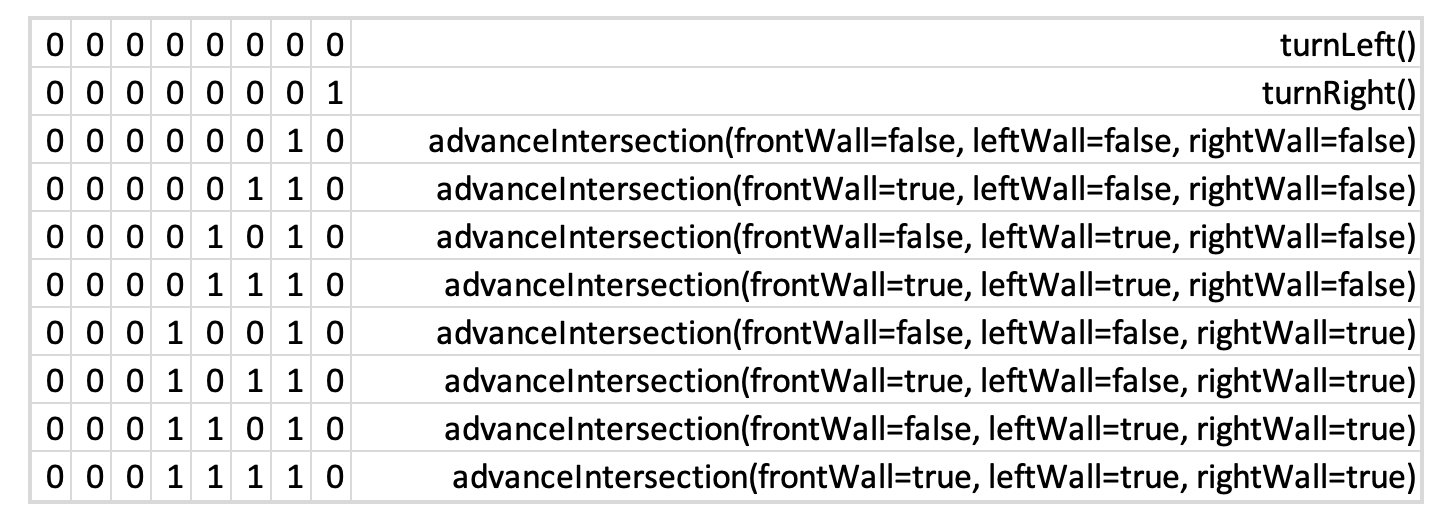 0 0 0 0 0 0 0 0 turnLeft()
0 0 0 0 0 0 0 1 turnRight()
0 0 0 0 0 0 1 0 advanceIntersection(frontWall=false, leftWall=false, rightWall=false)
0 0 0 0 0 1 1 0 advanceIntersection(frontWall=true, leftWall=false, rightWall=false)
0 0 0 0 1 0 1 0 advanceIntersection(frontWall=false, leftWall=true, rightWall=false)
0 0 0 0 1 1 1 0 advanceIntersection(frontWall=true, leftWall=true, rightWall=false)
0 0 0 1 0 0 1 0 advanceIntersection(frontWall=false, leftWall=false, rightWall=true)
0 0 0 1 0 1 1 0 advanceIntersection(frontWall=true, leftWall=false, rightWall=true)
0 0 0 1 1 0 1 0 advanceIntersection(frontWall=false, leftWall=true, rightWall=true)
0 0 0 1 1 1 1 0 advanceIntersection(frontWall=true, leftWall=true, rightWall=true)